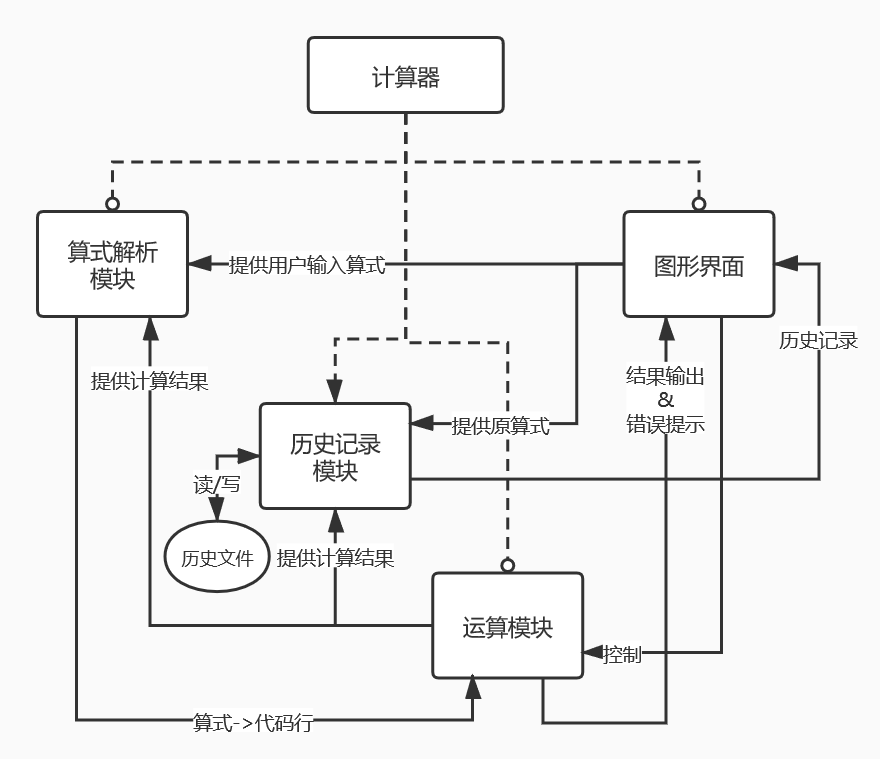 计算器
算式解析
模块
提供用户输入算式
图形界面
历史记录
提供计算结果
结果输出
&
错误提示
提供原算式
历史记录
模块
读/写
历史文件
提供计算结果
运算模块
控制
算式->代码行